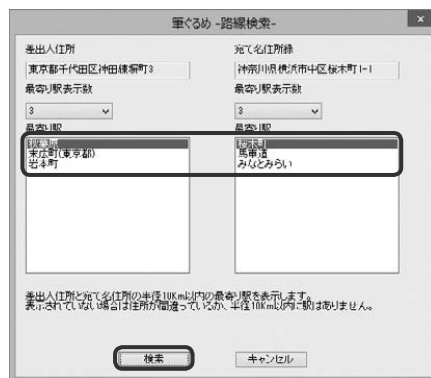 筆ぐるめ -路線検索-
差出人住所
宛て名住所録
東京都千代田区神田練塀町3
神奈川県横浜市中区桜木町1-1
最寄り駅表示数
最寄り駅表示数
3
3
最寄り駅
最寄り駅
秋葉原
末広町(東京都)
岩本町
桜木町
馬車道
みなとみらい
差出人住所と宛て名住所の半径10Km以内の最寄り駅を表示します。
表示されていない場合は住所が間違っているか、半径10Km以内に駅はありません。
検索
キャンセル